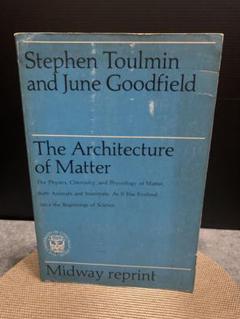 Stephen Toulmin
and June Goodfield
The Architecture
of Matter
The Physics, Chemistry, and Physiology of Matter,
Both Animate and Inanimate, As It Has Evolved
Since the Beginnings of Science
Midway reprint